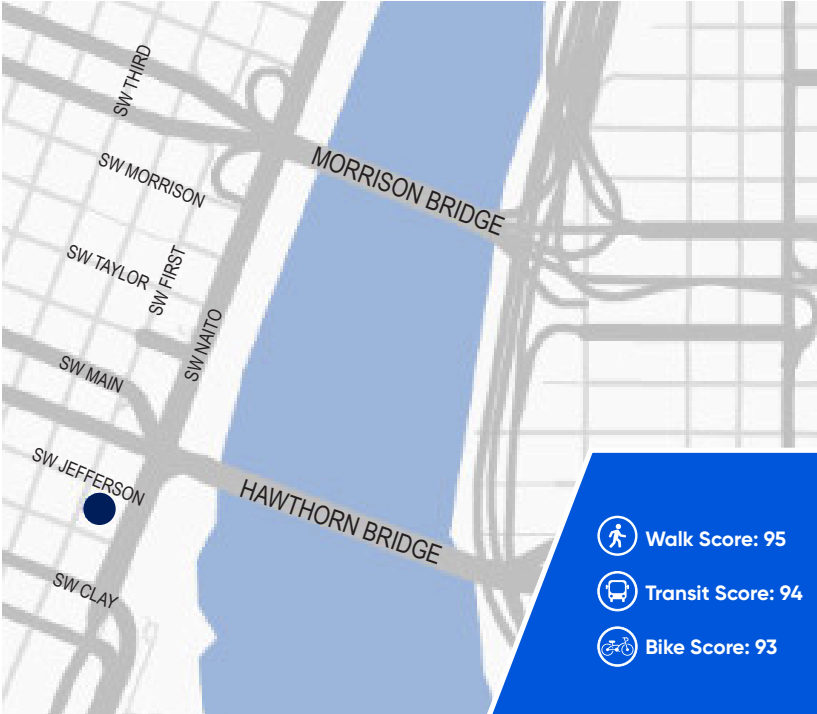 SW THIRD
MORRISON BRIDGE
SW MORRISON
SW TAYLOR
SW FIRST
SW NAITO
SW MAIN
SW JEFFERSON
HAWTHORN BRIDGE
SW CLAY
Walk Score: 95
Transit Score: 94
Bike Score: 93